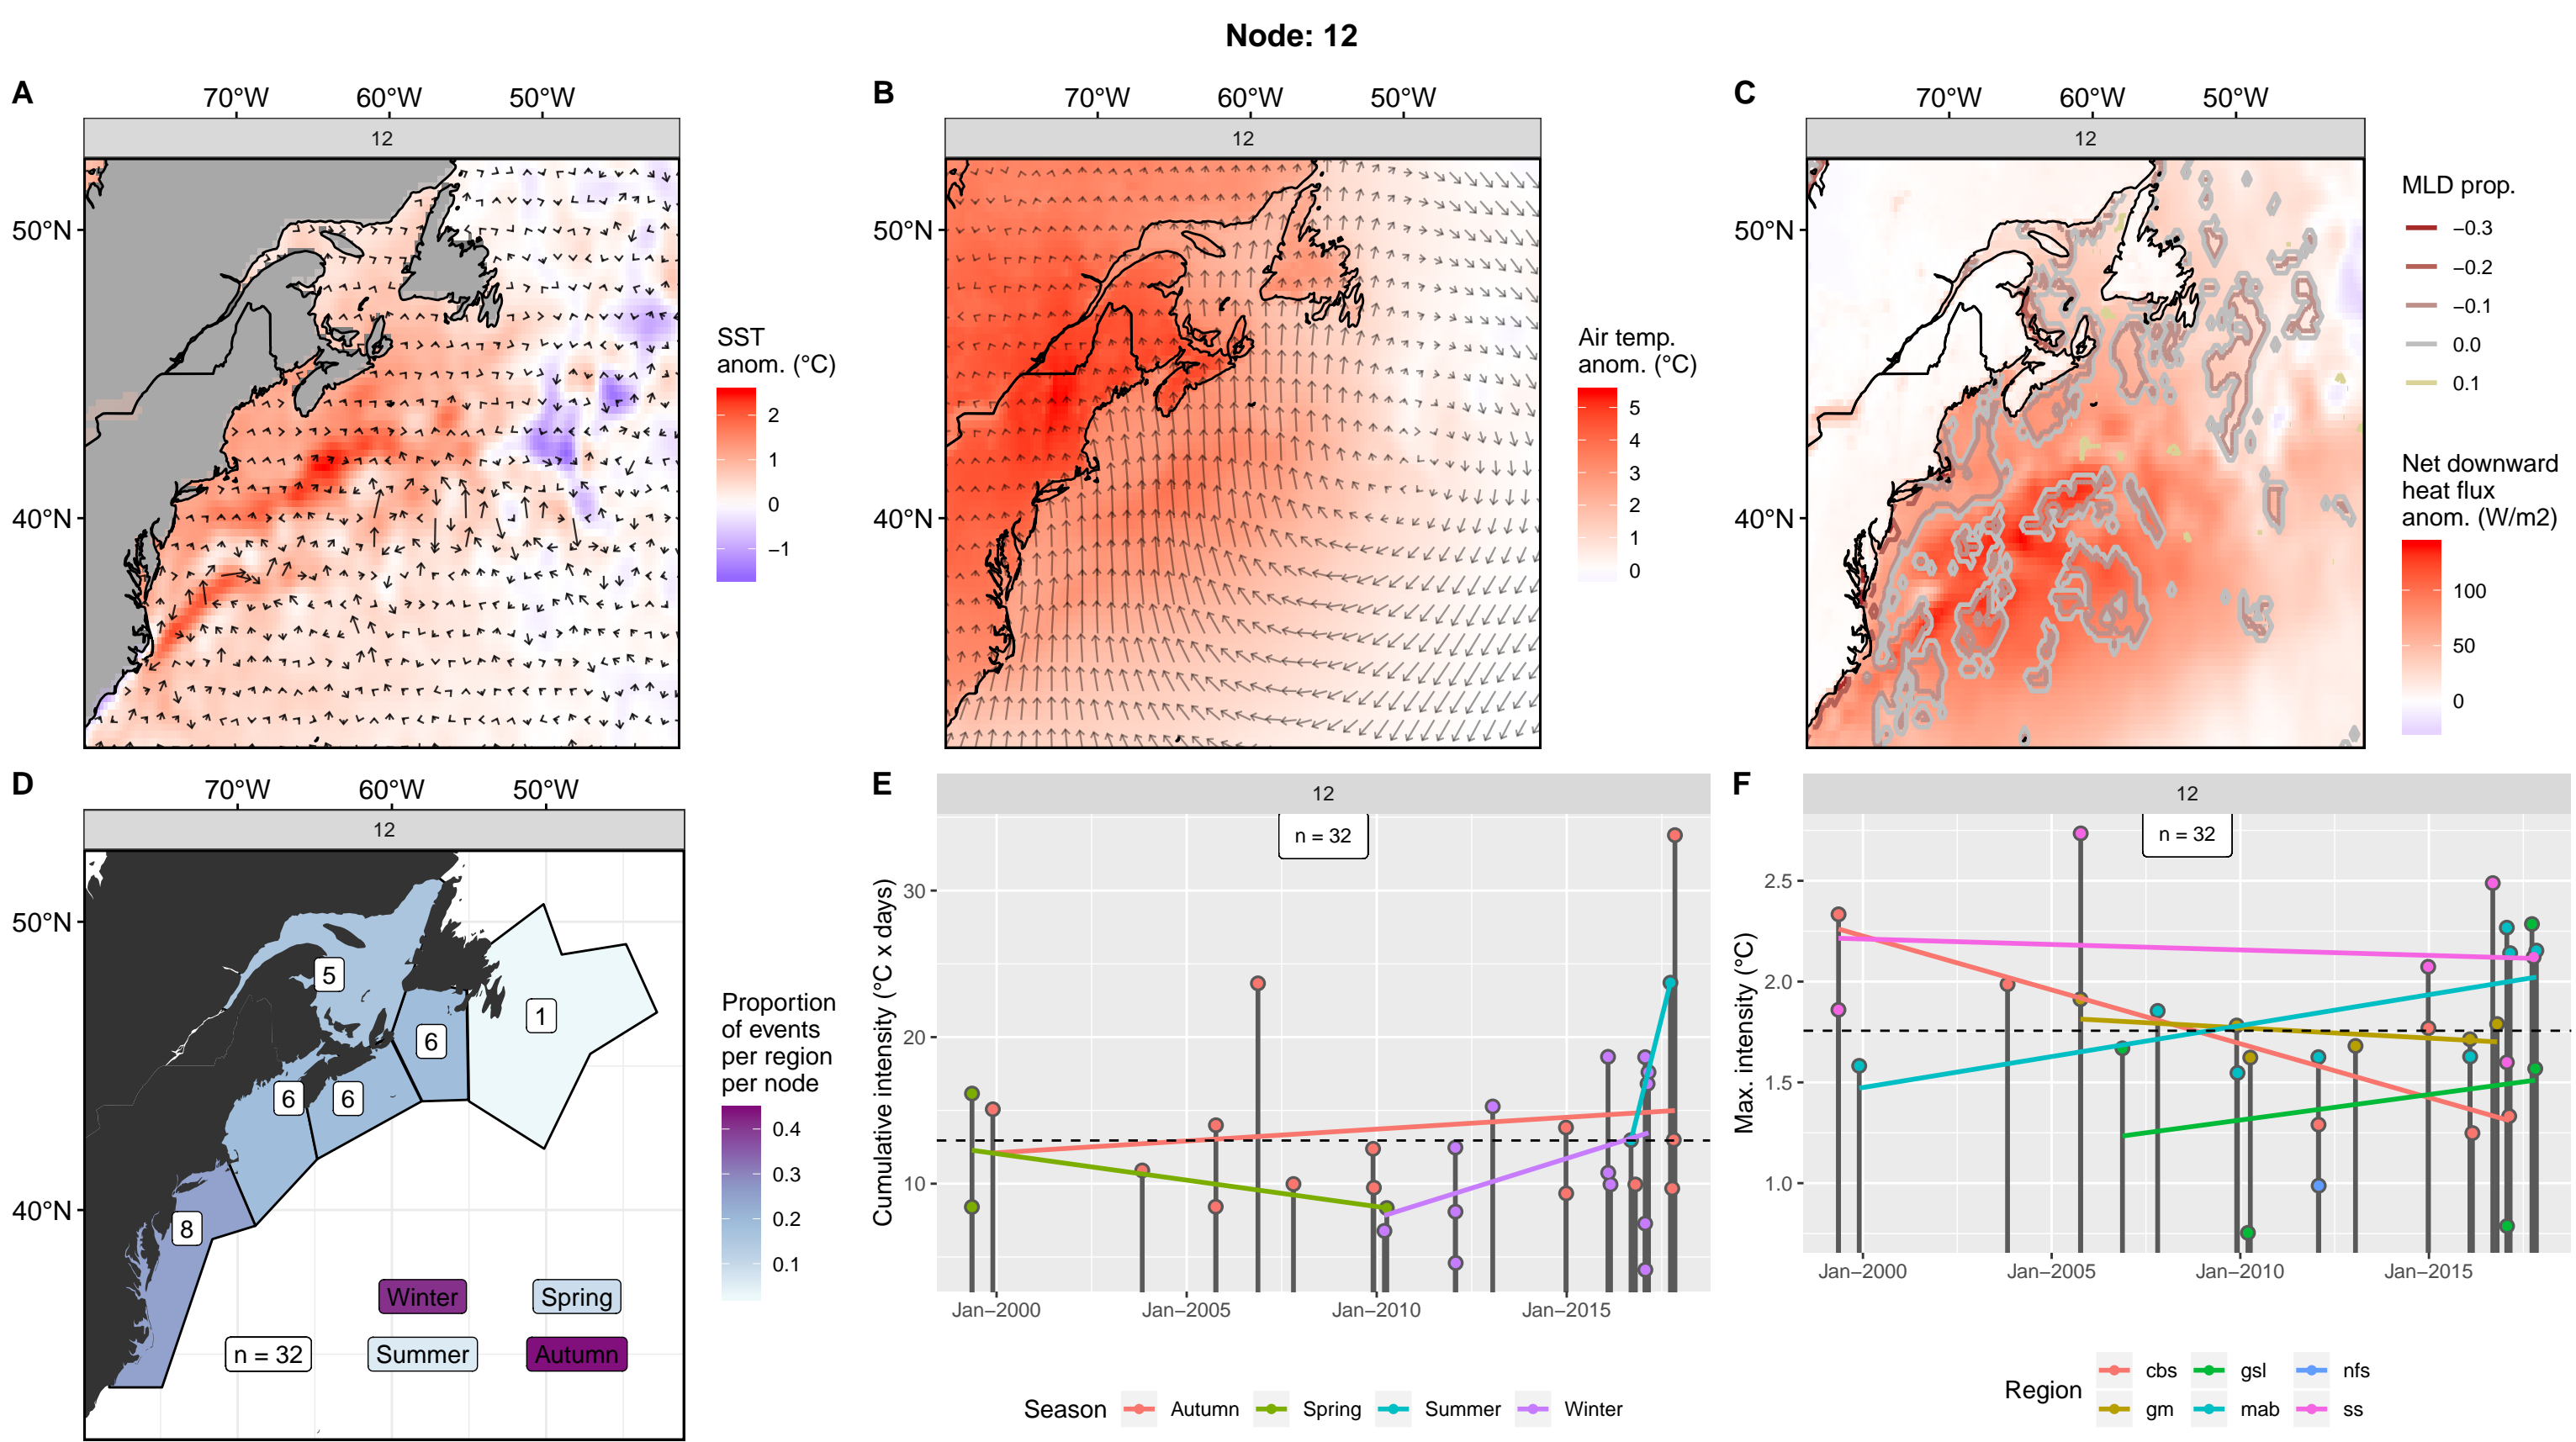 Node: 12
A
70°W 60°W 50°W
12
50°N
40°N
SST
anom. (°C)
2
1
0
−1
B
70°W 60°W 50°W
12
50°N
40°N
Air temp.
anom. (°C)
5
4
3
2
1
0
C
70°W 60°W 50°W
12
50°N
40°N
MLD prop.
−0.3
−0.2
−0.1
0.0
0.1
Net downward
heat flux
anom. (W/m2)
100
50
0
D
70°W 60°W 50°W
12
50°N
40°N
5
1
6
6
6
8
Winter
Spring
n = 32
Summer
Autumn
Proportion
of events
per region
per node
0.4
0.3
0.2
0.1
E
12
n = 32
Cumulative intensity (°C x days)
30
20
10
Jan−2000 Jan−2005 Jan−2010 Jan−2015
Season Autumn Spring Summer Winter
F
12
n = 32
Max. intensity (°C)
2.5
2.0
1.5
1.0
Jan−2000 Jan−2005 Jan−2010 Jan−2015
Region
cbs gsl nfs
gm mab ss